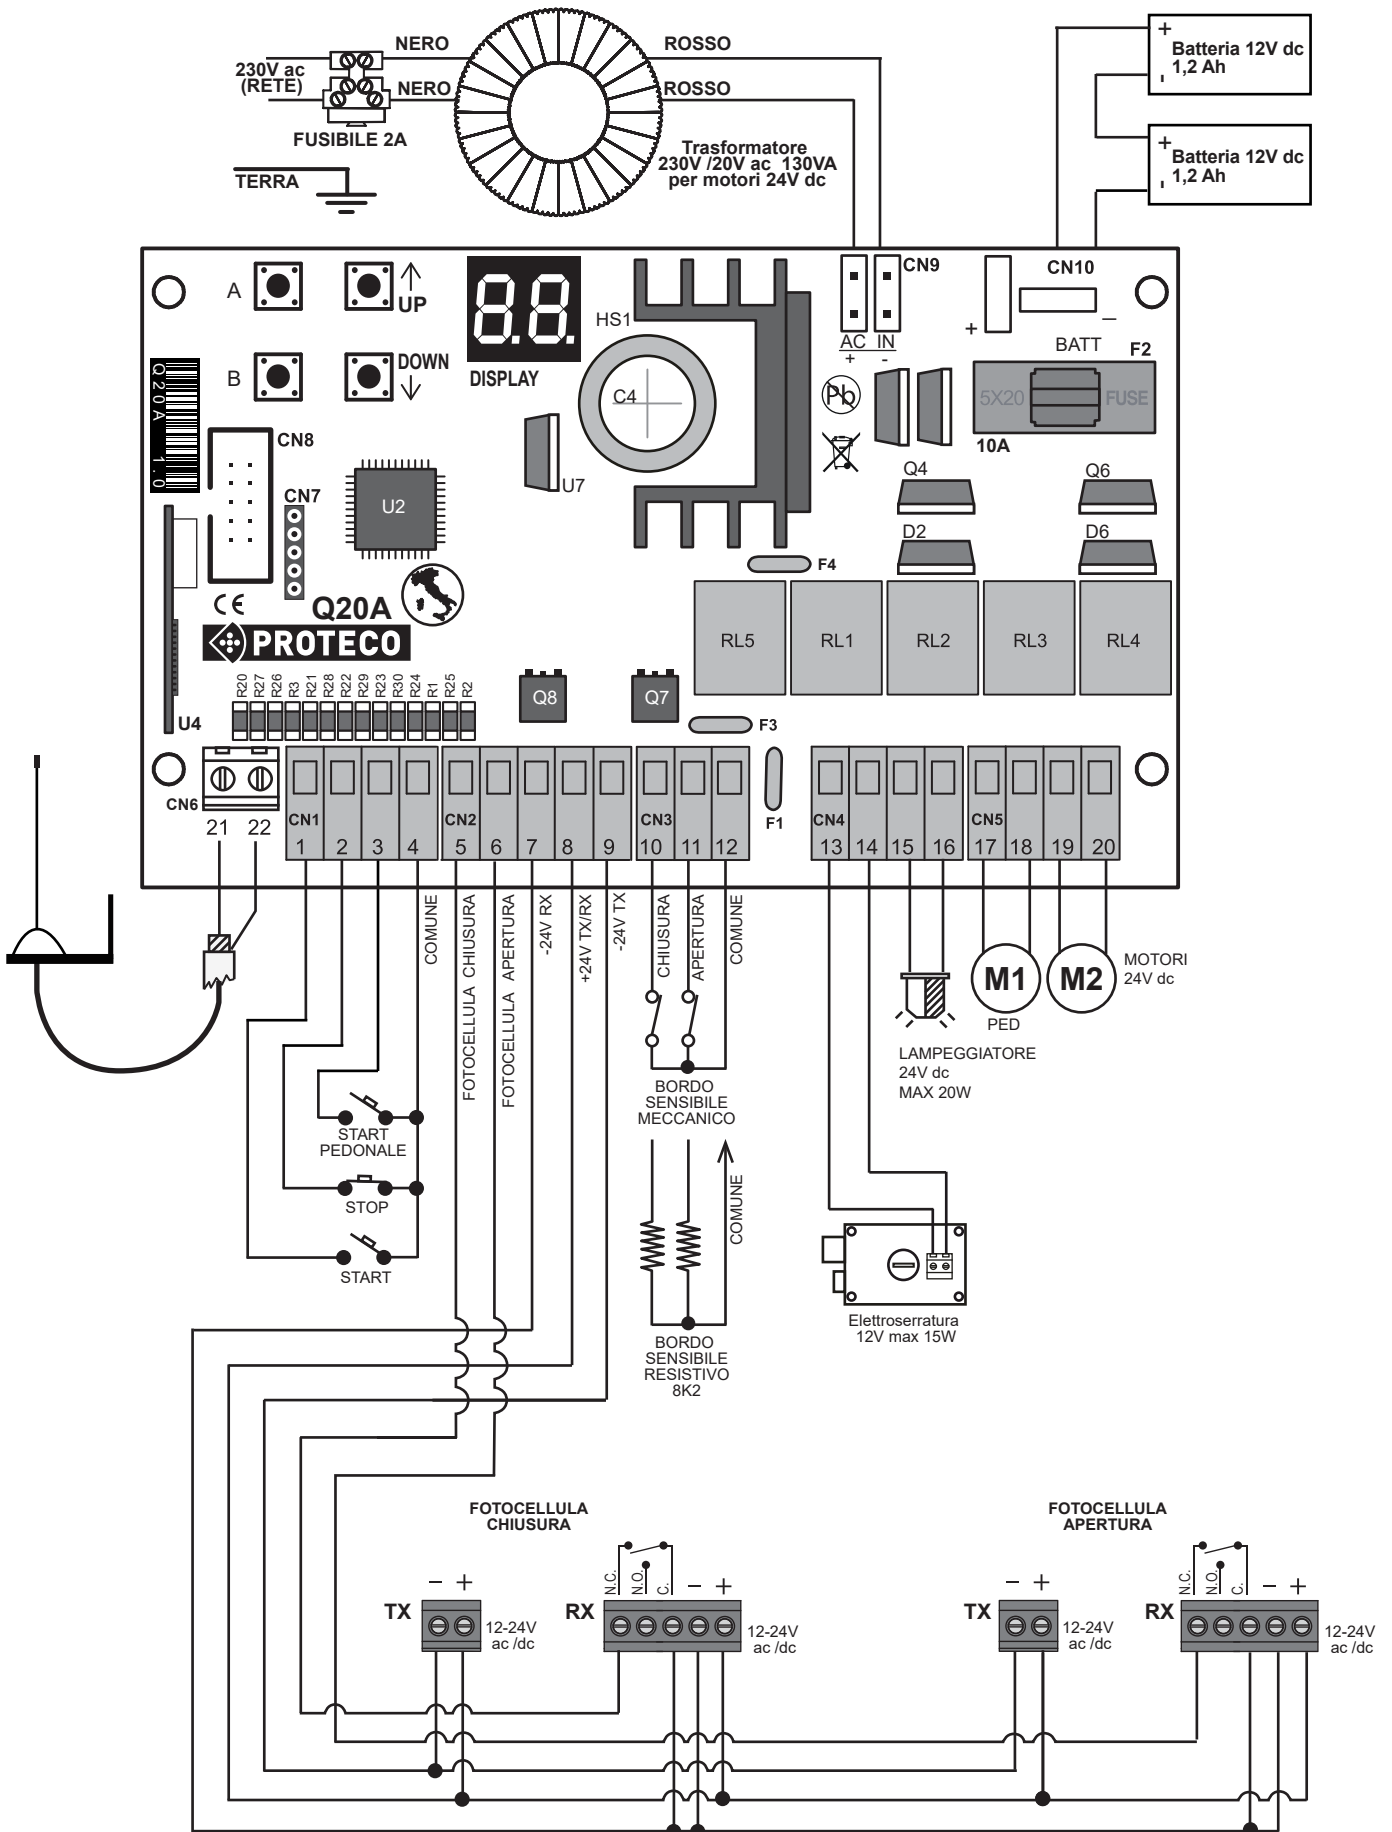 NERO
ROSSO
230V ac
(RETE)
NERO
ROSSO
FUSIBILE 2A
TERRA
Trasformatore
230V /20V ac 130VA
per motori 24V dc
+
Batteria 12V dc
1,2 Ah
-
+
Batteria 12V dc
1,2 Ah
-
A
UP
B
DOWN
8.8.
DISPLAY
HS1
C4
CN9
AC IN
+ -
CN10
+ –
BATT
F2
5X20 FUSE
10A
Pb
Q20A 1.0
CN8
CN7
U2
U7
Q4
Q6
D2
D6
F4
CE
Q20A
PROTECO
RL5
RL1
RL2
RL3
RL4
R20
R27
R26
R3
R21
R28
R22
R29
R23
R30
R24
R1
R25
R2
Q8
Q7
U4
F3
F1
CN6
21 22
CN1
1 2 3 4
CN2
5 6 7 8 9
CN3
10 11 12
CN4
13 14 15 16
CN5
17 18 19 20
COMUNE
FOTOCELLULA CHIUSURA
FOTOCELLULA APERTURA
-24V RX
+24V TX/RX
-24V TX
CHIUSURA
APERTURA
COMUNE
M1
M2
MOTORI
24V dc
PED
LAMPEGGIATORE
24V dc
MAX 20W
BORDO
SENSIBILE
MECCANICO
START
PEDONALE
STOP
START
COMUNE
BORDO
SENSIBILE
RESISTIVO
8K2
Elettroserratura
12V max 15W
FOTOCELLULA
CHIUSURA
FOTOCELLULA
APERTURA
– +
TX
12-24V
ac /dc
N.C.
N.O.
C.
– +
RX
12-24V
ac /dc
– +
TX
12-24V
ac /dc
N.C.
N.O.
C.
– +
RX
12-24V
ac /dc